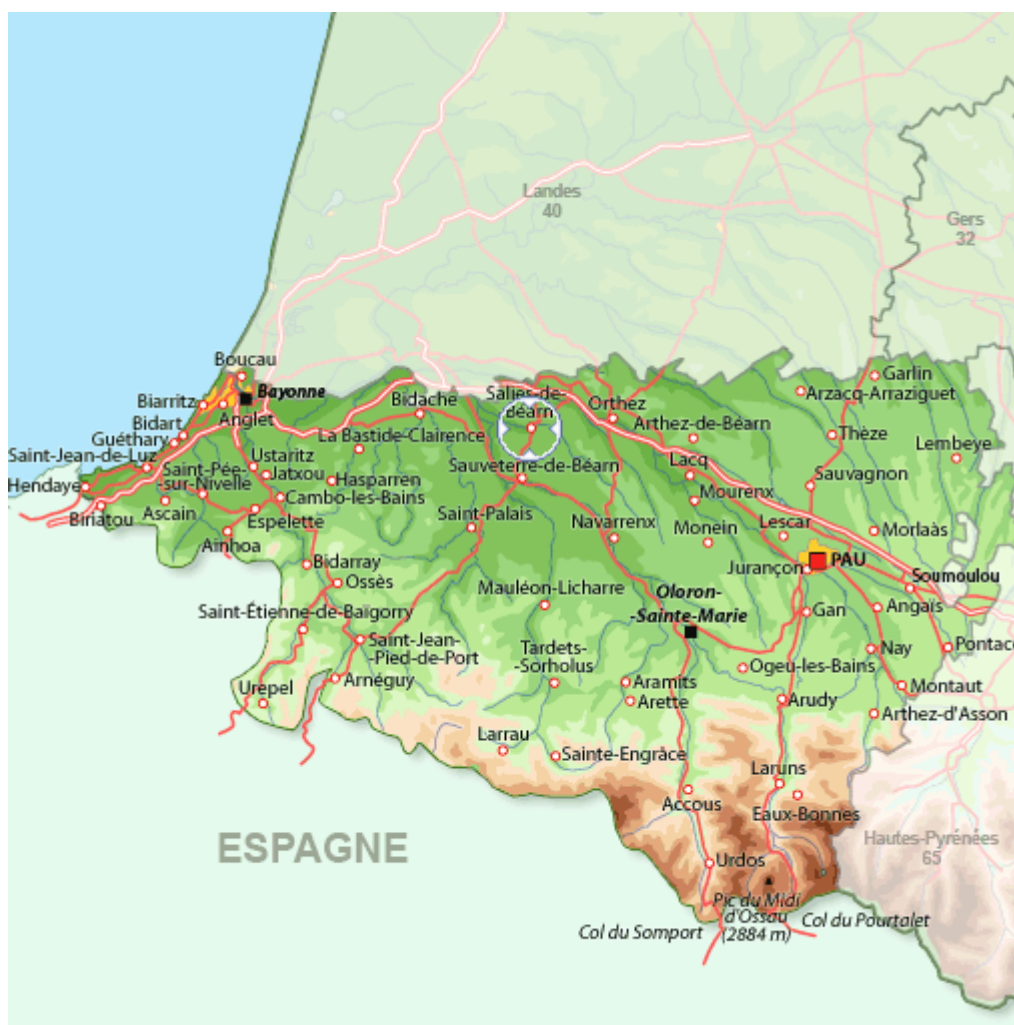 Landes
40
Gers
32
Boucau
Bayonne
Biarritz
Anglet
Bidart
Guéthary
Saint-Jean-de-Luz
Hendaye
Biriatou
Saint-Pée-
-sur-Nivelle
Ascain
Ainhoa
Ustaritz
Jatxou
Cambo-les-Bains
Espelette
Hasparren
La Bastide-Clairence
Bidache
Salies-de-
Béarn
Orthez
Arthez-de-Béarn
Arzacq-Arraziguet
Garlin
Thèze
Lembeye
Sauveterre-de-Béarn
Lacq
Sauvagnon
Mourenx
Saint-Palais
Navarrenx
Monein
Lescar
Morlaàs
Bidarray
Ossès
Jurançon
PAU
Soumoulou
Mauléon-Licharre
Oloron-
-Sainte-Marie
Gan
Angaïs
Saint-Étienne-de-Baïgorry
Saint-Jean-
-Pied-de-Port
Tardets-
-Sorholus
Ogeu-les-Bains
Nay
Pontacq
Urepel
Arnéguy
Aramits
Arette
Arudy
Montaut
Arthez-d'Asson
Larrau
Sainte-Engrâce
Laruns
Accous
Eaux-Bonnes
ESPAGNE
Hautes-Pyrénées
65
Urdos
Pic du Midi
d'Ossau
(2884 m)
Col du Somport
Col du Pourtalet